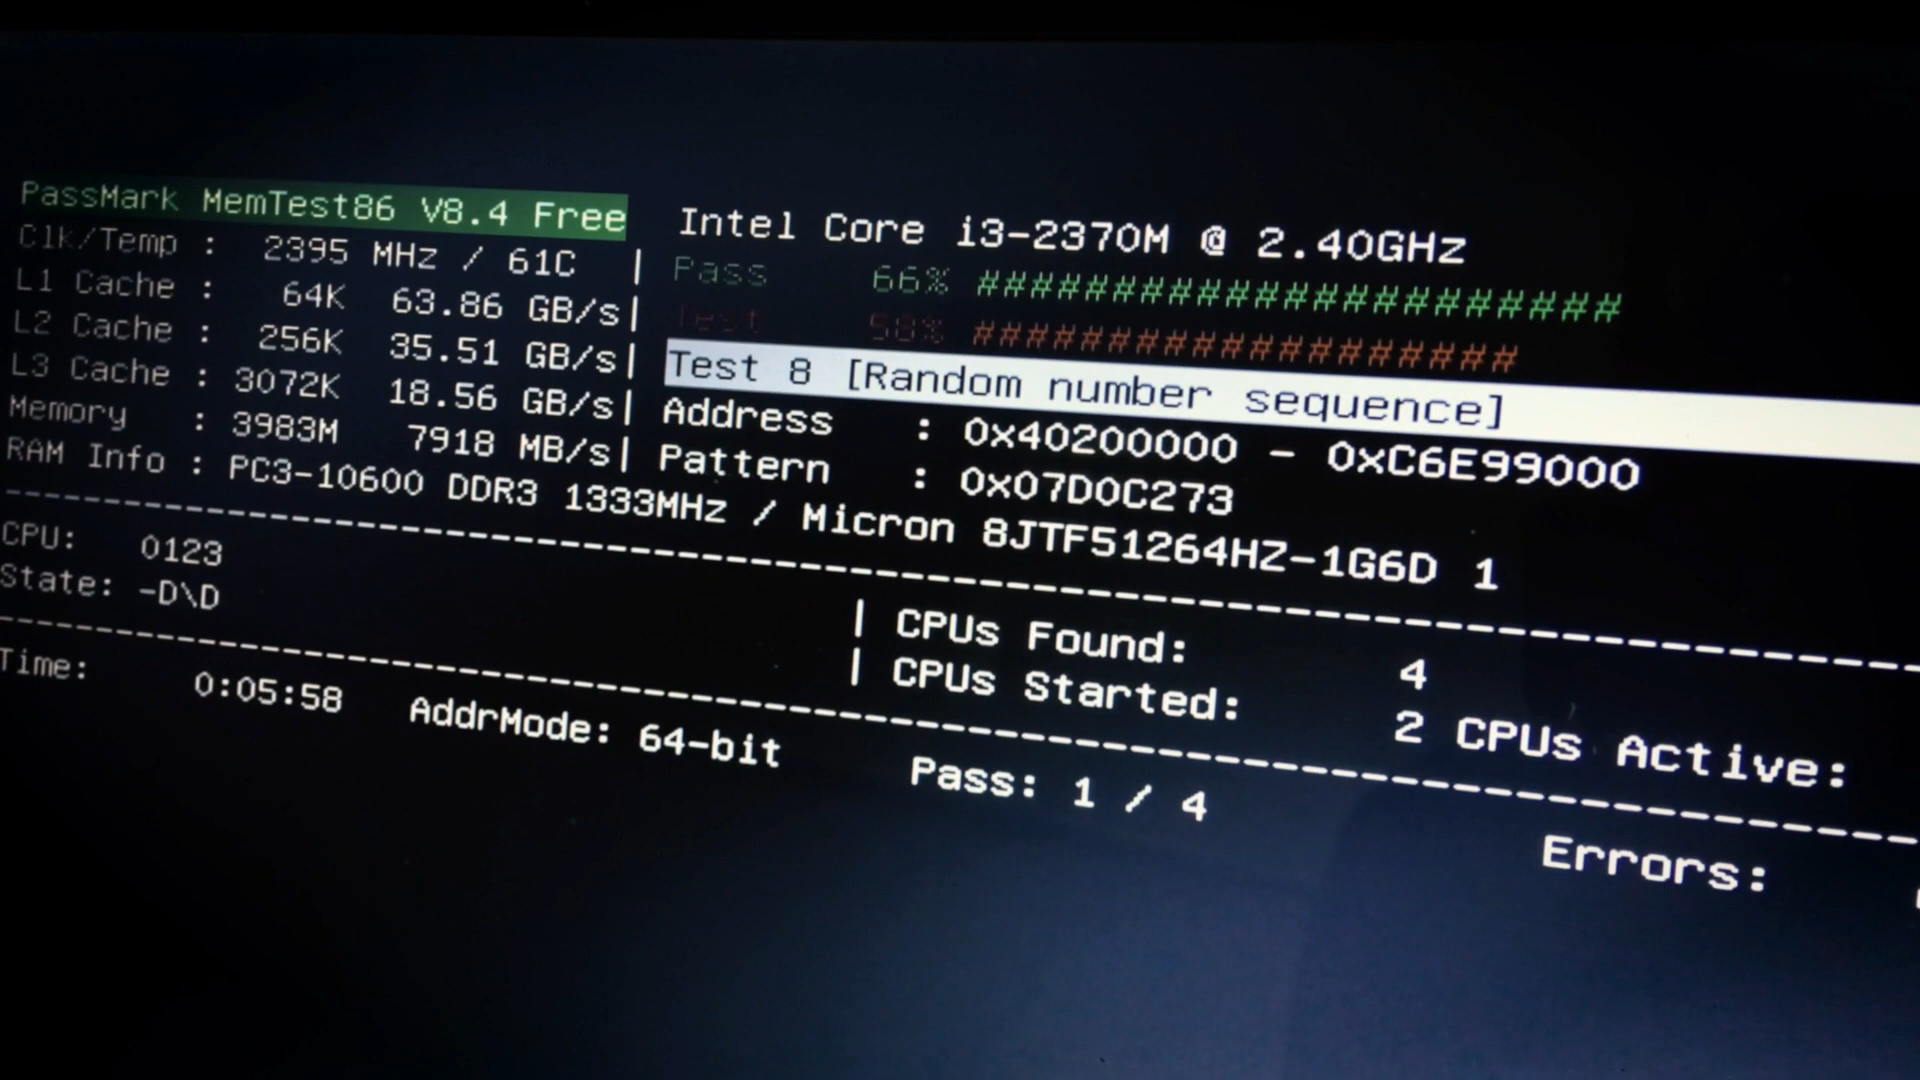 PassMark MemTest86 V8.4 Free Intel Core i3-2370M @ 2.40GHz
Clk/Temp : 2395 MHz / 61C | Pass 66% #######################
L1 Cache : 64K 63.86 GB/s| Test 58% ####################
L2 Cache : 256K 35.51 GB/s| Test 8 [Random number sequence]
L3 Cache : 3072K 18.56 GB/s| Address : 0x40200000 - 0xC6E99000
Memory : 3983M 7918 MB/s| Pattern : 0x07D0C273
RAM Info : PC3-10600 DDR3 1333MHz / Micron 8JTF51264HZ-1G6D 1
CPU: 0123 | CPUs Found: 4
State: -D\D | CPUs Started: 2 CPUs Active:
Time: 0:05:58 AddrMode: 64-bit Pass: 1 / 4 Errors: